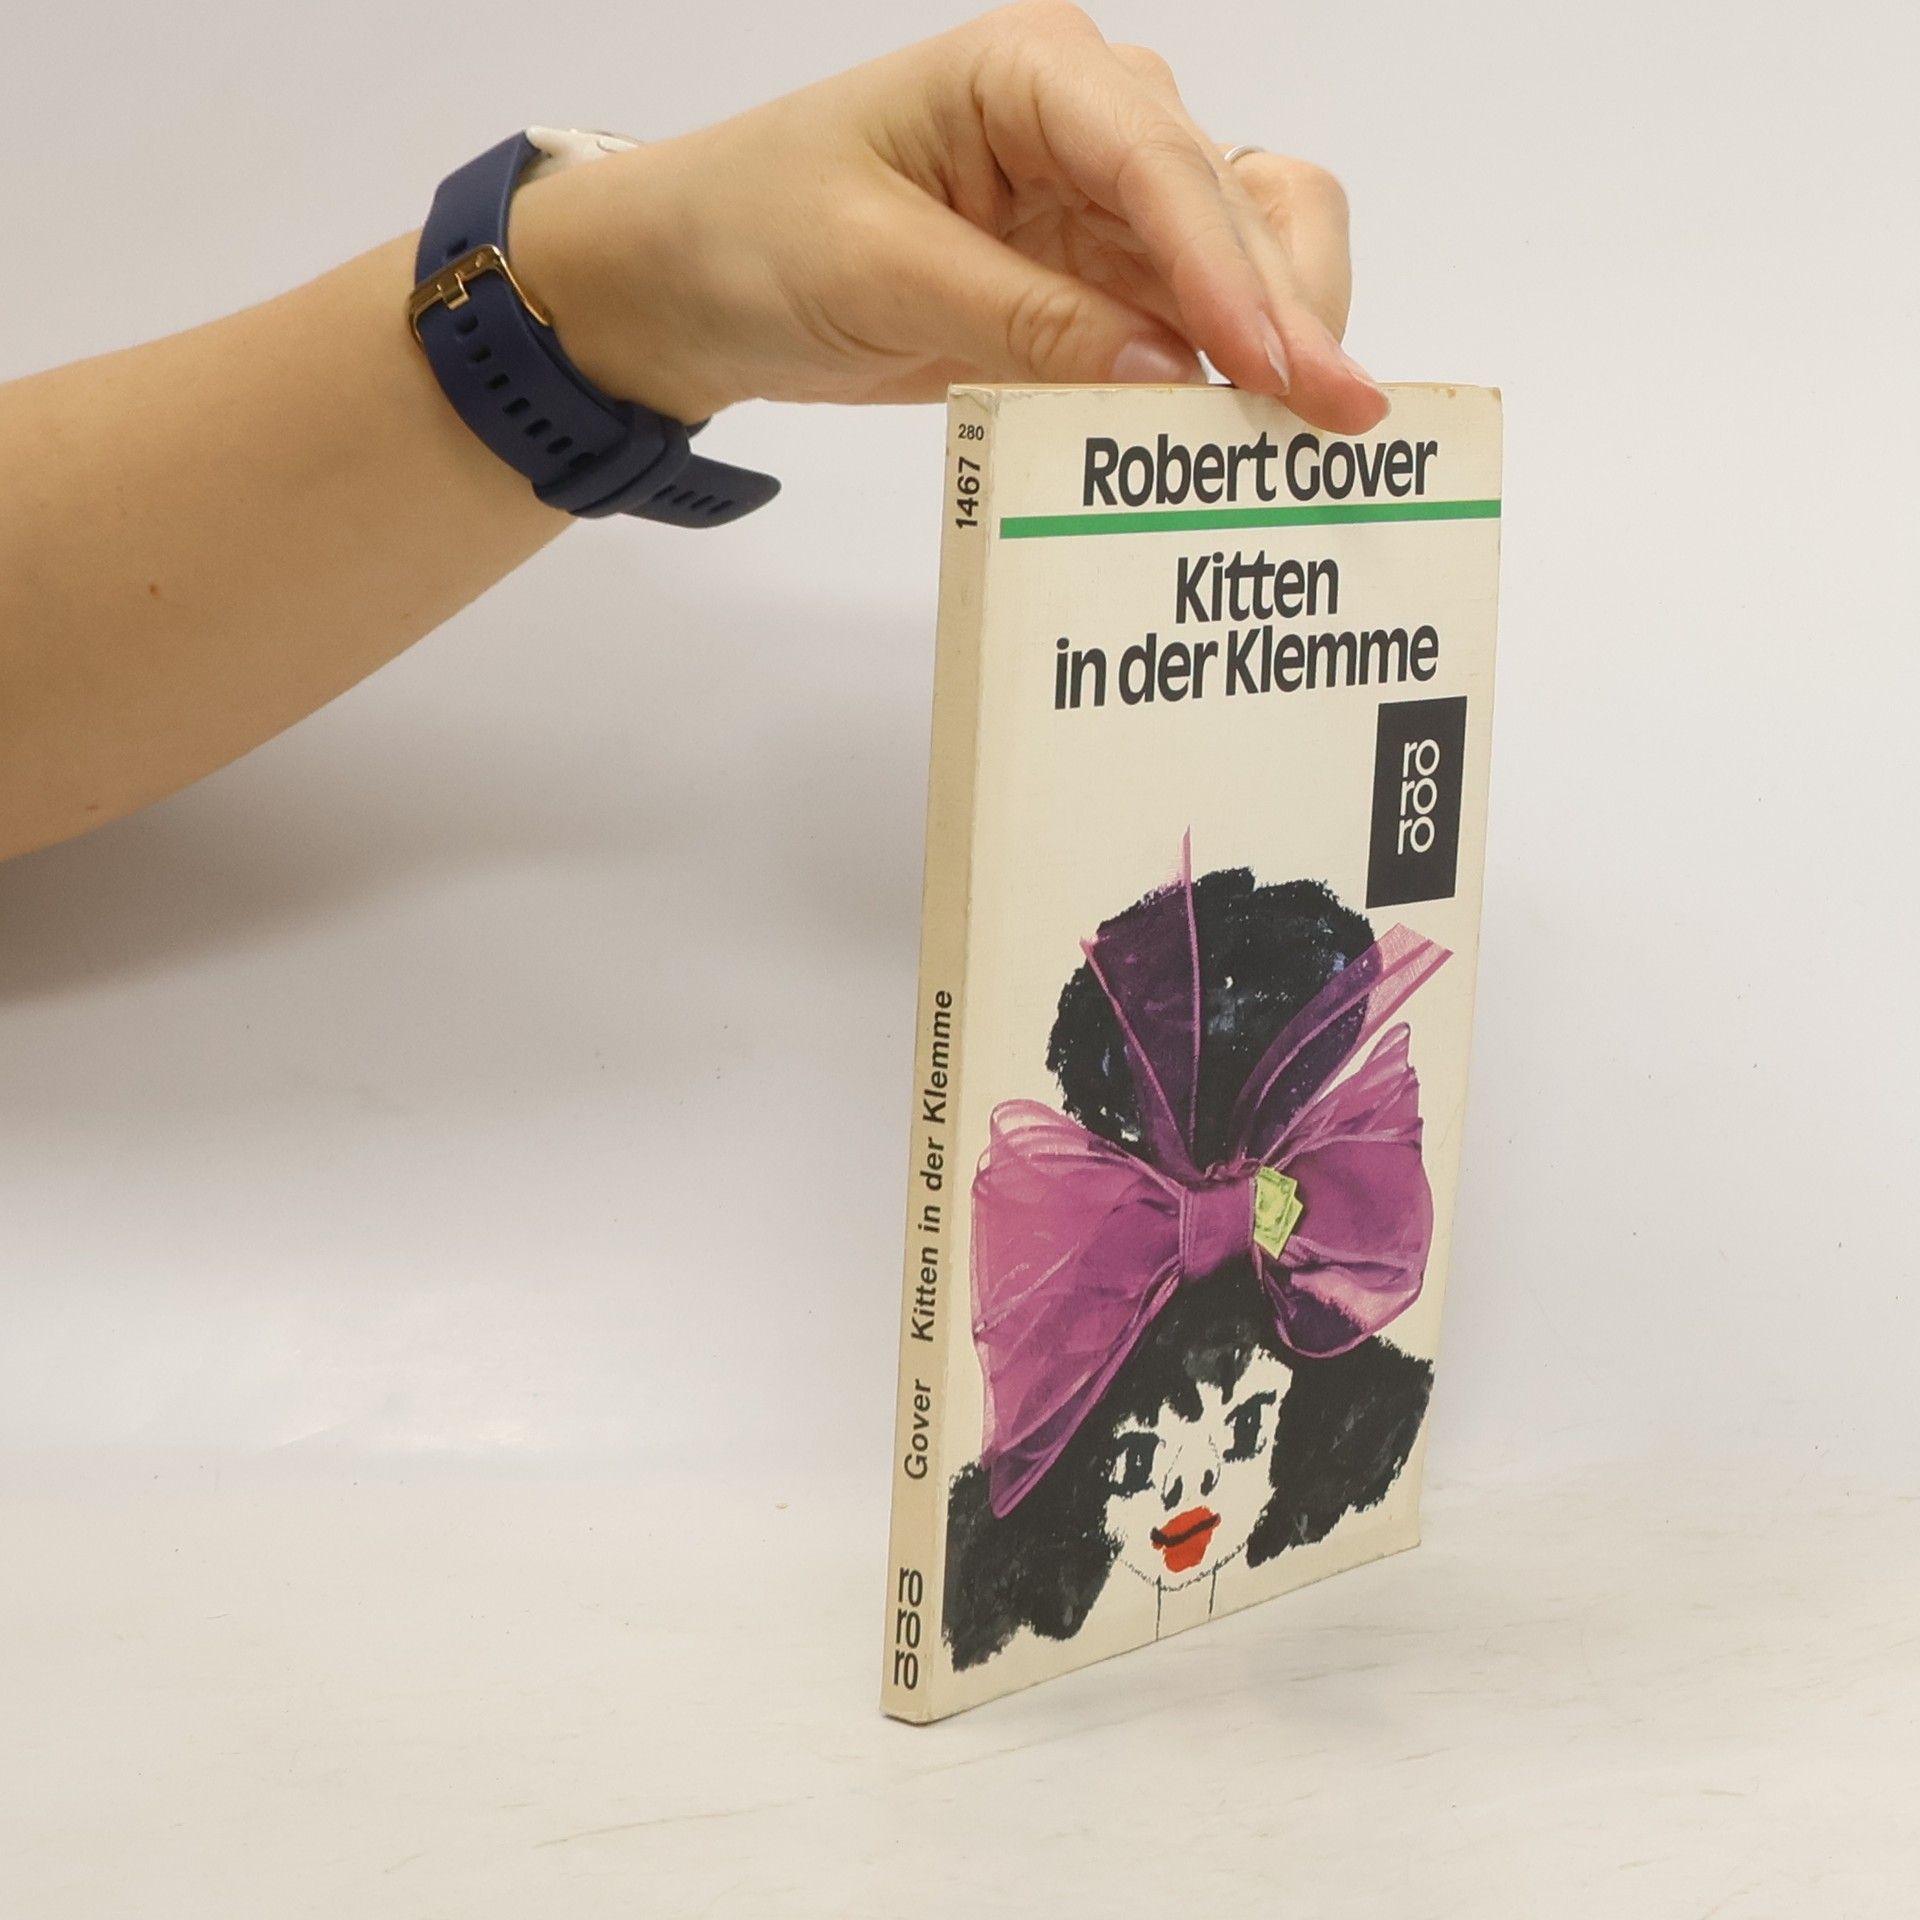 280
1467
Robert Gover
Kitten
in der Klemme
ro
ro
ro
Gover Kitten in der Klemme
ro
ro
ro